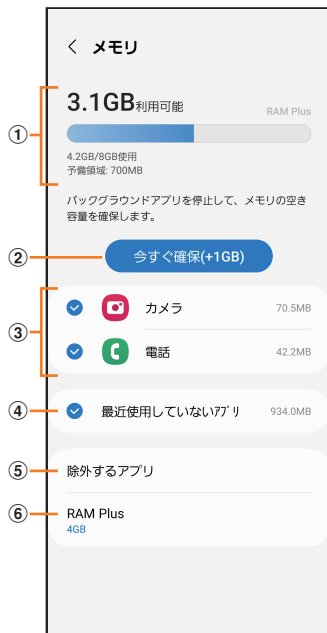 メモリ
3.1GB利用可能
RAM Plus
①
4.2GB/8GB使用
予備領域: 700MB
バックグラウンドアプリを停止して、メモリの空き
容量を確保します。
② 今すぐ確保(+1GB)
③
カメラ 70.5MB
電話 42.2MB
④ 最近使用していないｱﾌﾟﾘ 934.0MB
⑤ 除外するアプリ
⑥ RAM Plus
4GB